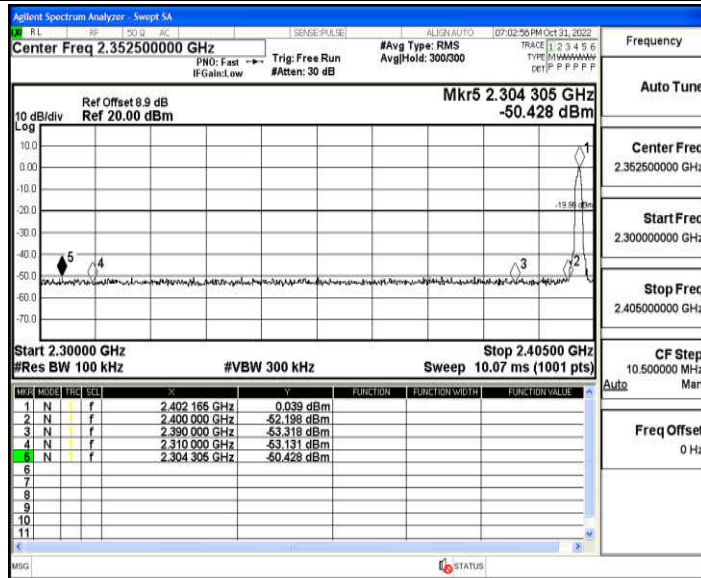 Agilent Spectrum Analyzer - Swept SA
RL RF 50 Ω AC SENSE:PULSE ALIGN AUTO 07:02:56 PM Oct 31, 2022
Center Freq 2.352500000 GHz
PNO: Fast
IFGain:Low
Trig: Free Run
#Atten: 30 dB
#Avg Type: RMS
Avg|Hold: 300/300
TRACE 1 2 3 4 5 6
TYPE MWWWWW
DET P P P P P P
Frequency
Auto Tune
Center Freq
2.352500000 GHz
Start Freq
2.300000000 GHz
Stop Freq
2.405000000 GHz
CF Step
10.500000 MHz
Auto Man
Freq Offset
0 Hz
Mkr5 2.304 305 GHz
-50.428 dBm
Ref Offset 8.9 dB
10 dB/div Ref 20.00 dBm
Log
10.0
0.00
-10.0
-20.0
-30.0
-40.0
-50.0
-60.0
-70.0
1
2
3
4
5
Start 2.30000 GHz Stop 2.40500 GHz
#Res BW 100 kHz #VBW 300 kHz Sweep 10.07 ms (1001 pts)
MKR MODE TRC SCL X Y FUNCTION FUNCTION WIDTH FUNCTION VALUE
1 N 1 f 2.402 165 GHz 0.039 dBm
2 N 1 f 2.400 000 GHz -52.198 dBm
3 N 1 f 2.390 000 GHz -53.318 dBm
4 N 1 f 2.310 000 GHz -53.131 dBm
5 N 1 f 2.304 305 GHz -50.428 dBm
6
7
8
9
10
11
MSG STATUS